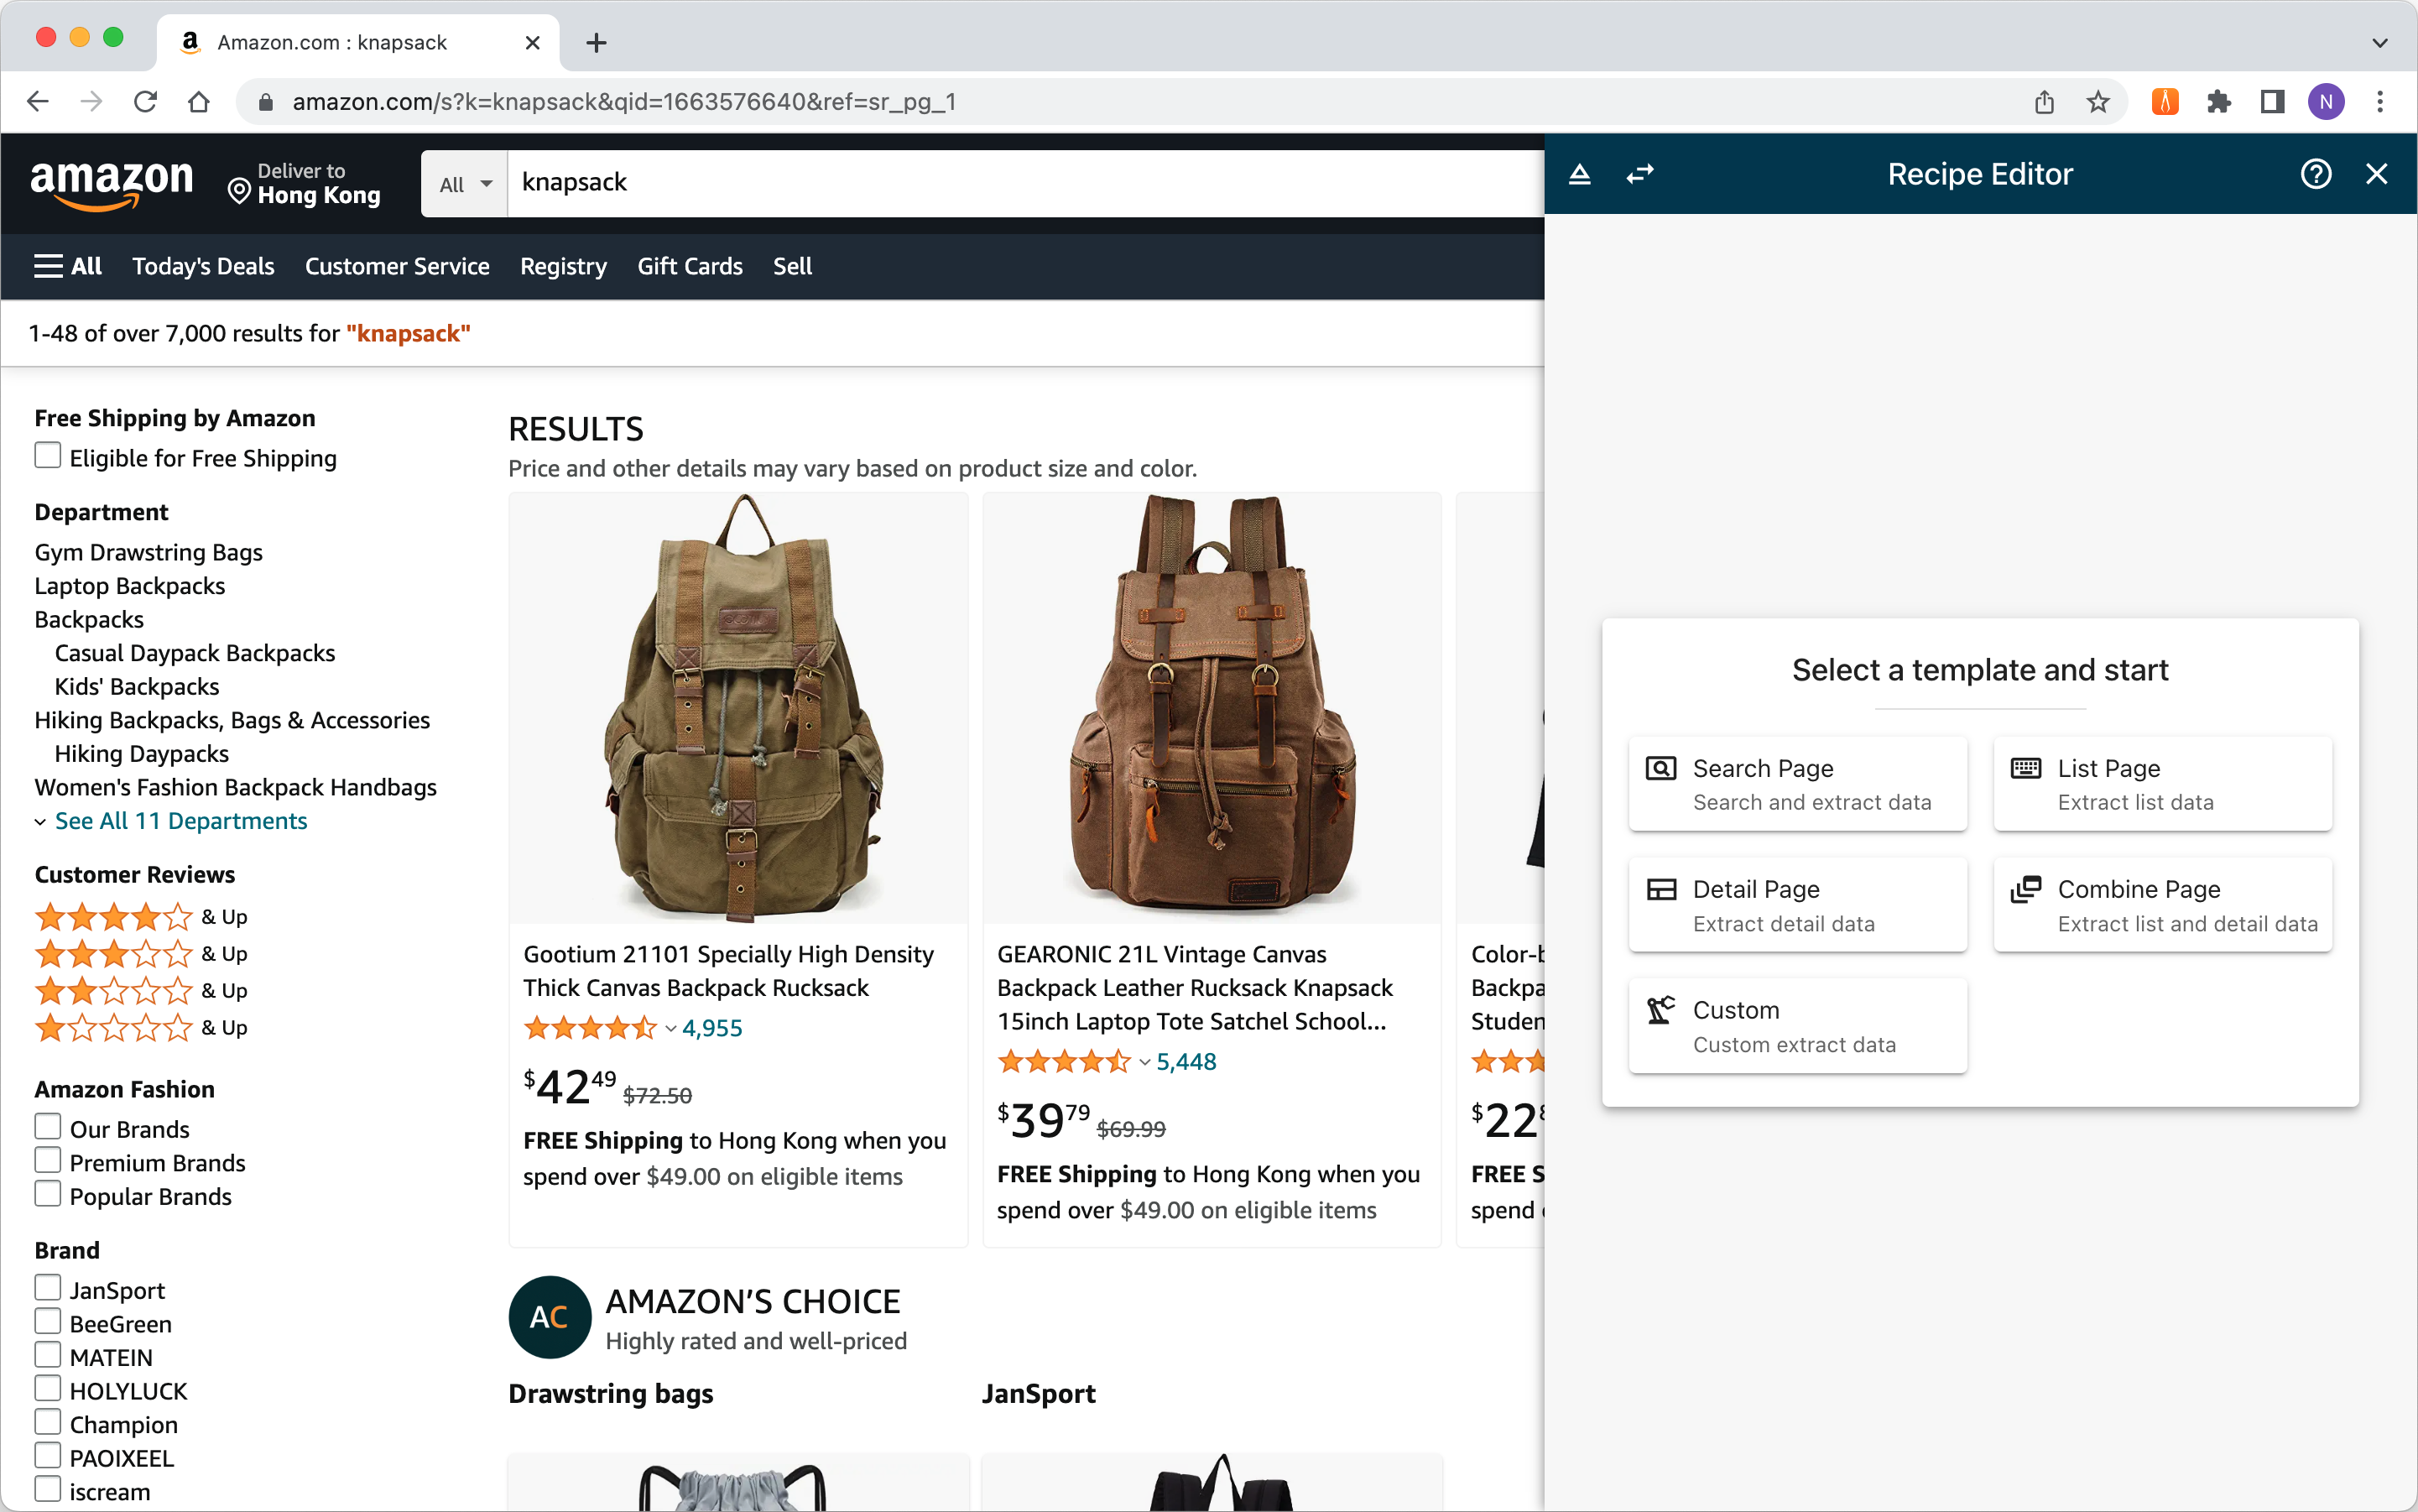 Amazon.com : knapsack
amazon.com/s?k=knapsack&qid=1663576640&ref=sr_pg_1
N
amazon
Deliver to
Hong Kong
All
knapsack
All
Today's Deals
Customer Service
Registry
Gift Cards
Sell
1-48 of over 7,000 results for "knapsack"
Free Shipping by Amazon
Eligible for Free Shipping
Department
Gym Drawstring Bags
Laptop Backpacks
Backpacks
Casual Daypack Backpacks
Kids' Backpacks
Hiking Backpacks, Bags & Accessories
Hiking Daypacks
Women's Fashion Backpack Handbags
See All 11 Departments
Customer Reviews
& Up
& Up
& Up
& Up
Amazon Fashion
Our Brands
Premium Brands
Popular Brands
Brand
JanSport
BeeGreen
MATEIN
HOLYLUCK
Champion
PAOIXEEL
iscream
RESULTS
Price and other details may vary based on product size and color.
Gootium 21101 Specially High Density
Thick Canvas Backpack Rucksack
4,955
$42 49 $72.50
FREE Shipping to Hong Kong when you
spend over $49.00 on eligible items
GEARONIC 21L Vintage Canvas
Backpack Leather Rucksack Knapsack
15inch Laptop Tote Satchel School...
5,448
$39 79 $69.99
FREE Shipping to Hong Kong when you
spend over $49.00 on eligible items
Color-b
Backpa
Studen
$22
FREE S
spend
AC
AMAZON'S CHOICE
Highly rated and well-priced
Drawstring bags
JanSport
Recipe Editor
Select a template and start
Search Page
Search and extract data
List Page
Extract list data
Detail Page
Extract detail data
Combine Page
Extract list and detail data
Custom
Custom extract data